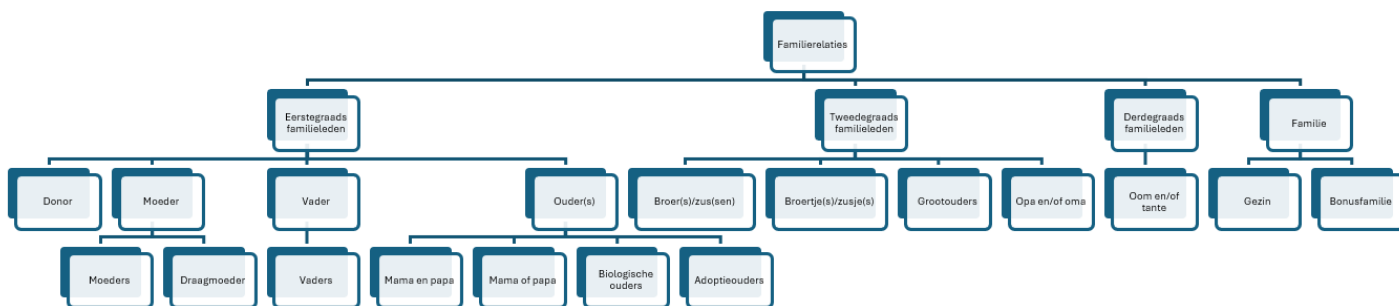 Familierelaties
Eerstegraads
familieleden
Tweedegraads
familieleden
Derdegraads
familieleden
Familie
Donor
Moeder
Vader
Ouder(s)
Broer(s)/zus(sen)
Broertje(s)/zusje(s)
Grootouders
Opa en/of oma
Oom en/of
tante
Gezin
Bonusfamilie
Moeders
Draagmoeder
Vaders
Mama en papa
Mama of papa
Biologische
ouders
Adoptieouders